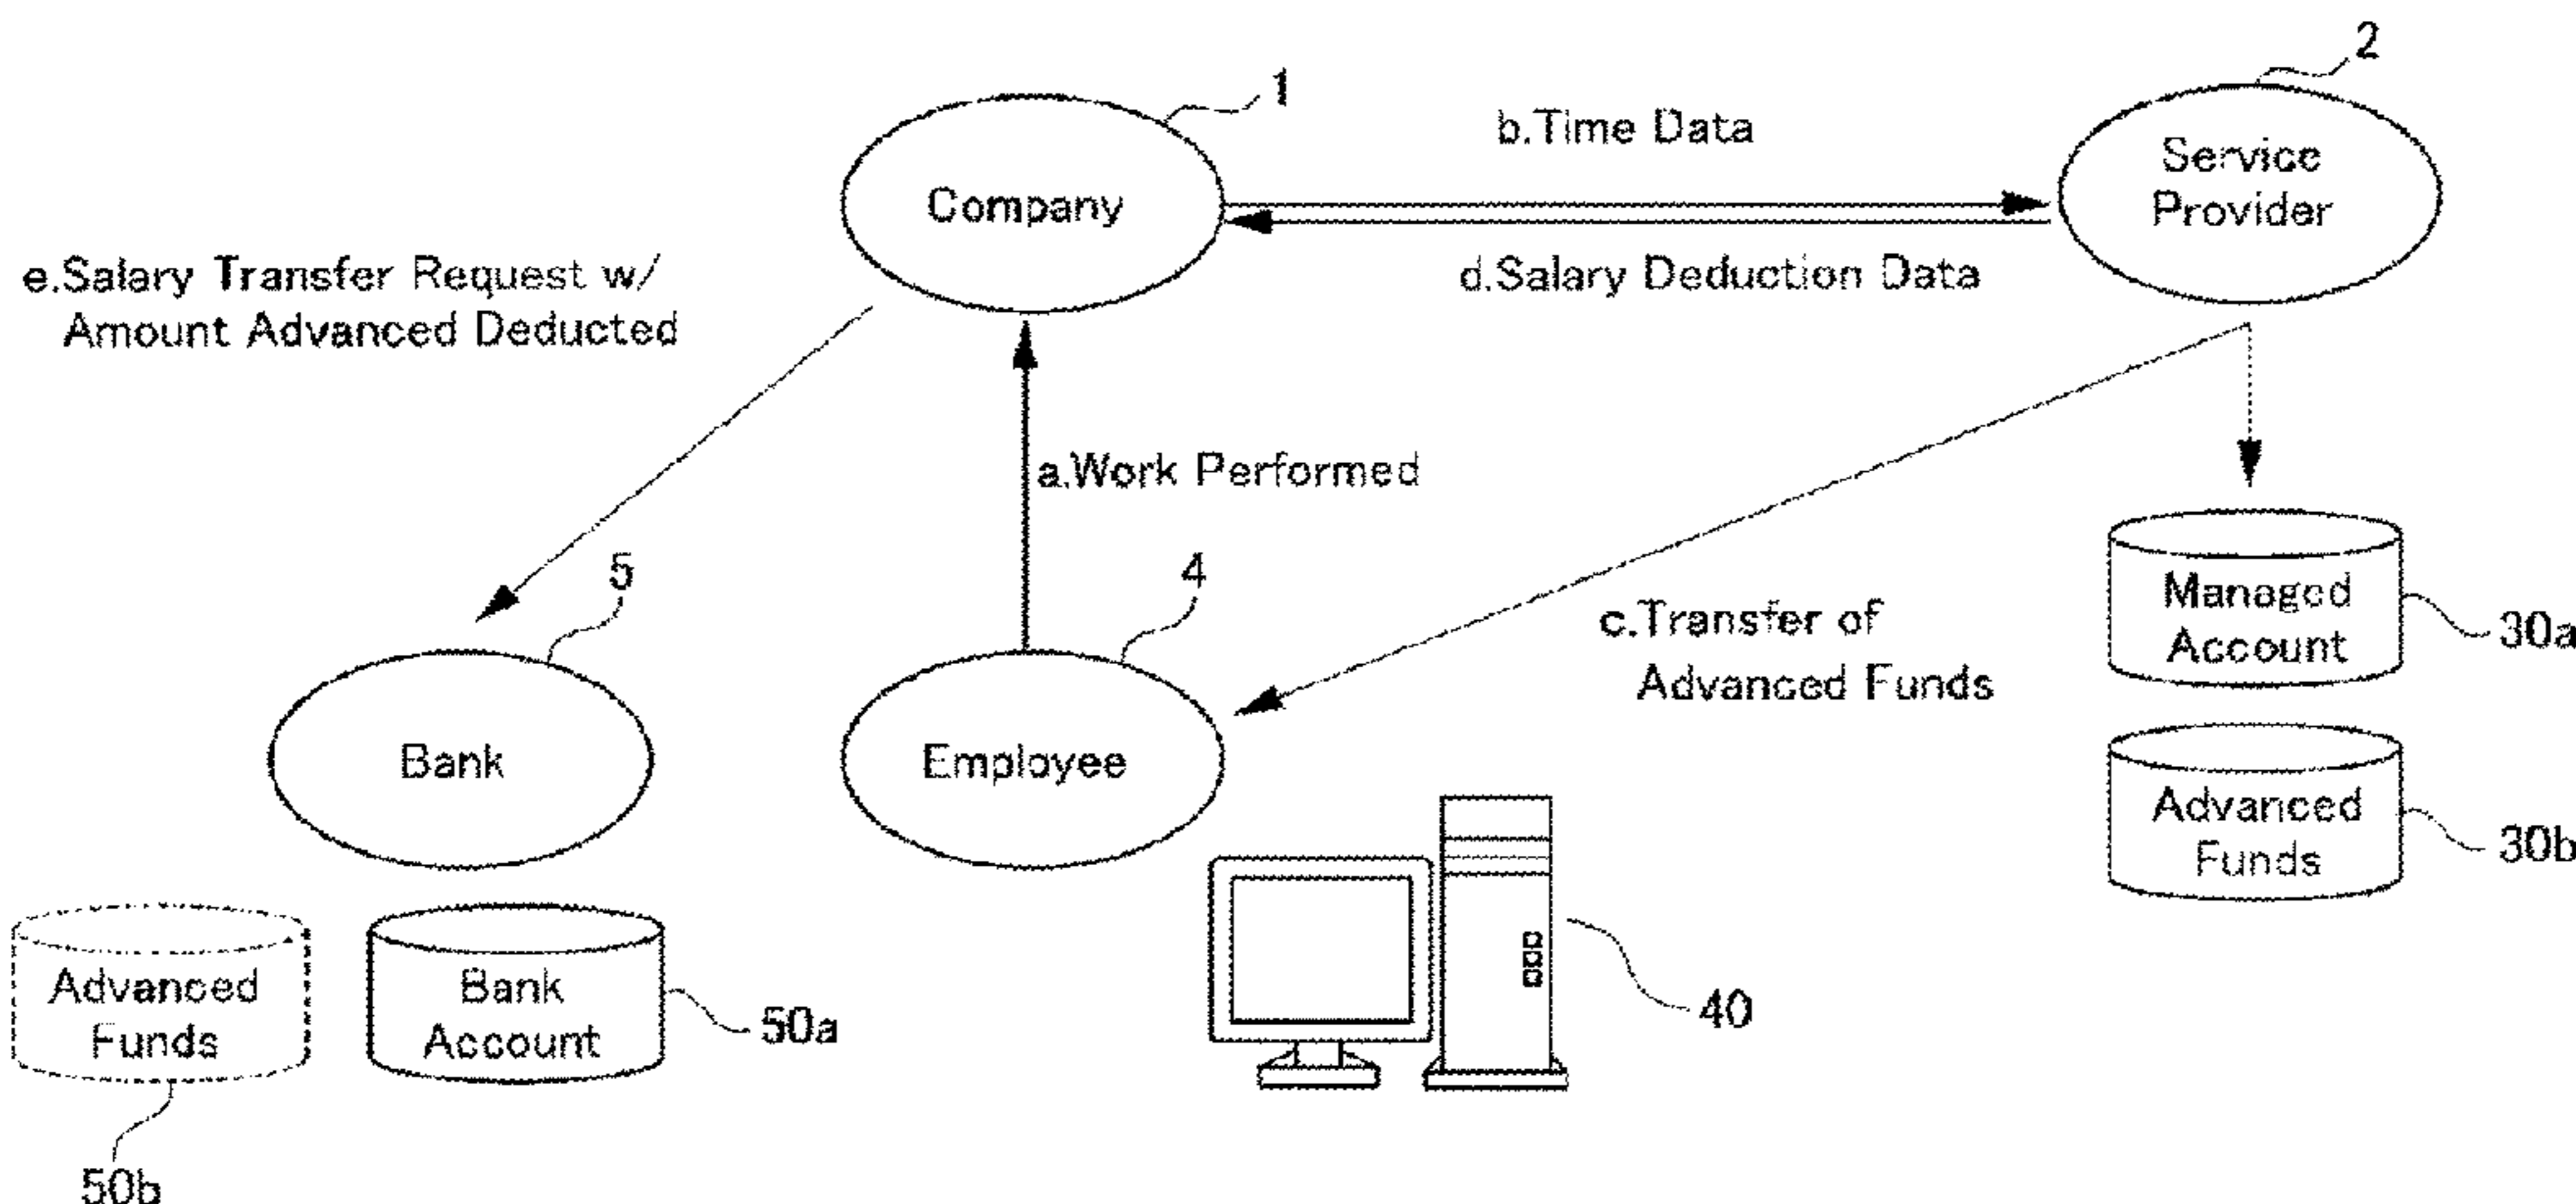 2
1
b.Time Data
Service
Provider
Company
e.Salary Transfer Request w/
Amount Advanced Deducted
d.Salary Deduction Data
a.Work Performed
5
4
c.Transfer of
Advanced Funds
Managed
Account
30a
Bank
Employee
Advanced
Funds
30b
Advanced
Funds
Bank
Account
50a
40
50b